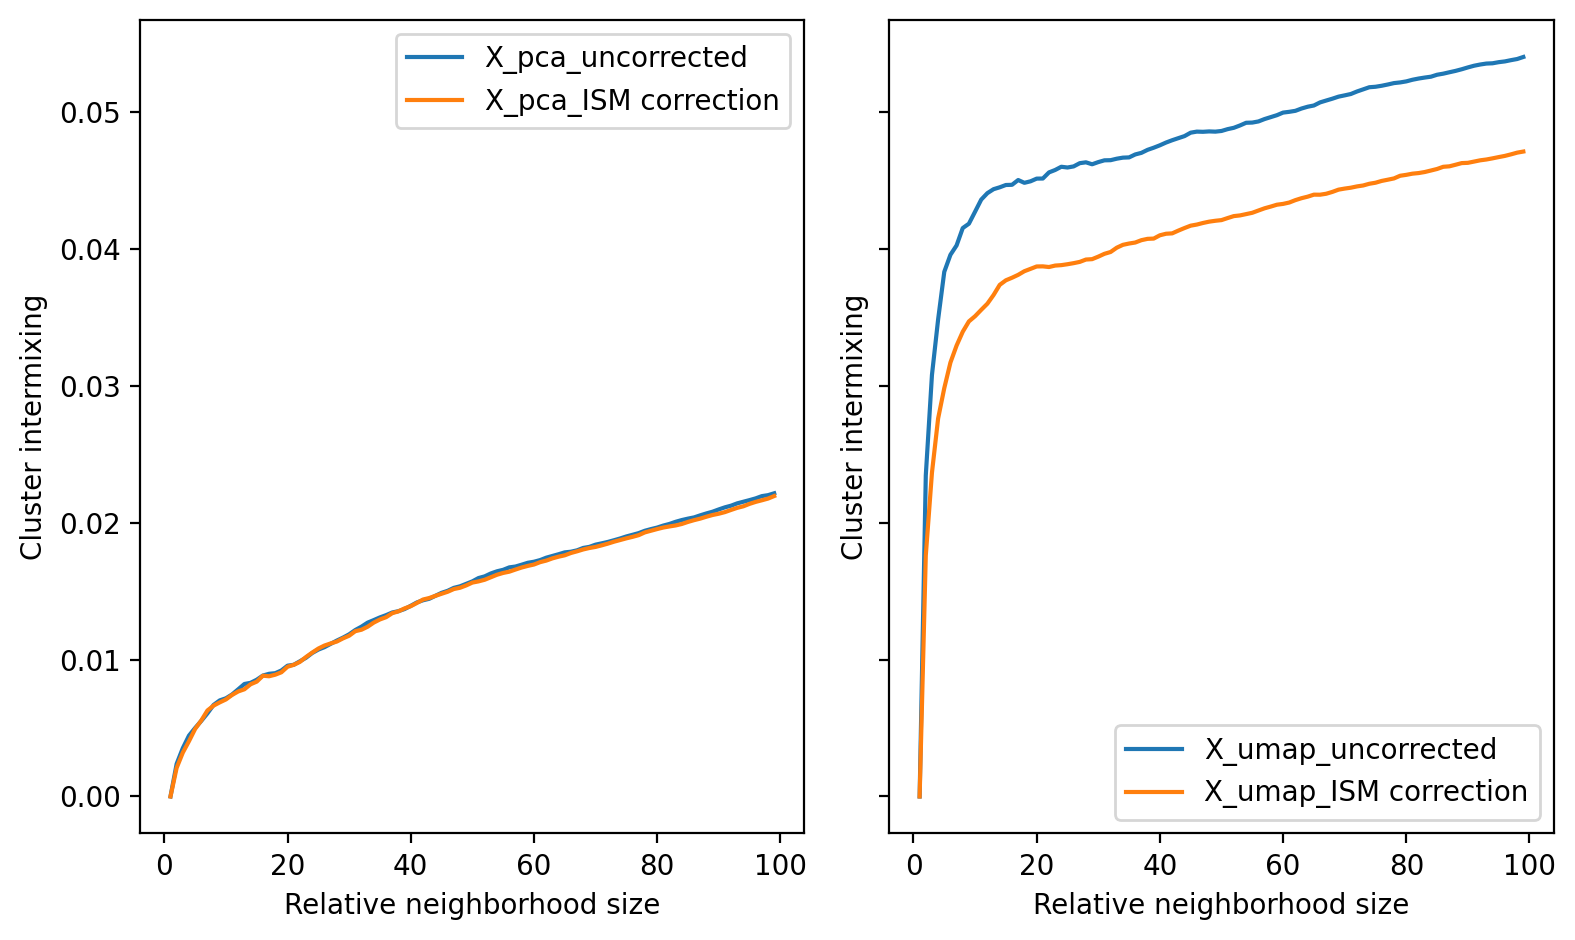 X_pca_uncorrected
X_pca_ISM correction
0.05
0.04
0.03
0.02
0.01
0.00
Cluster intermixing
0 20 40 60 80 100
Relative neighborhood size
Cluster intermixing
X_umap_uncorrected
X_umap_ISM correction
0 20 40 60 80 100
Relative neighborhood size